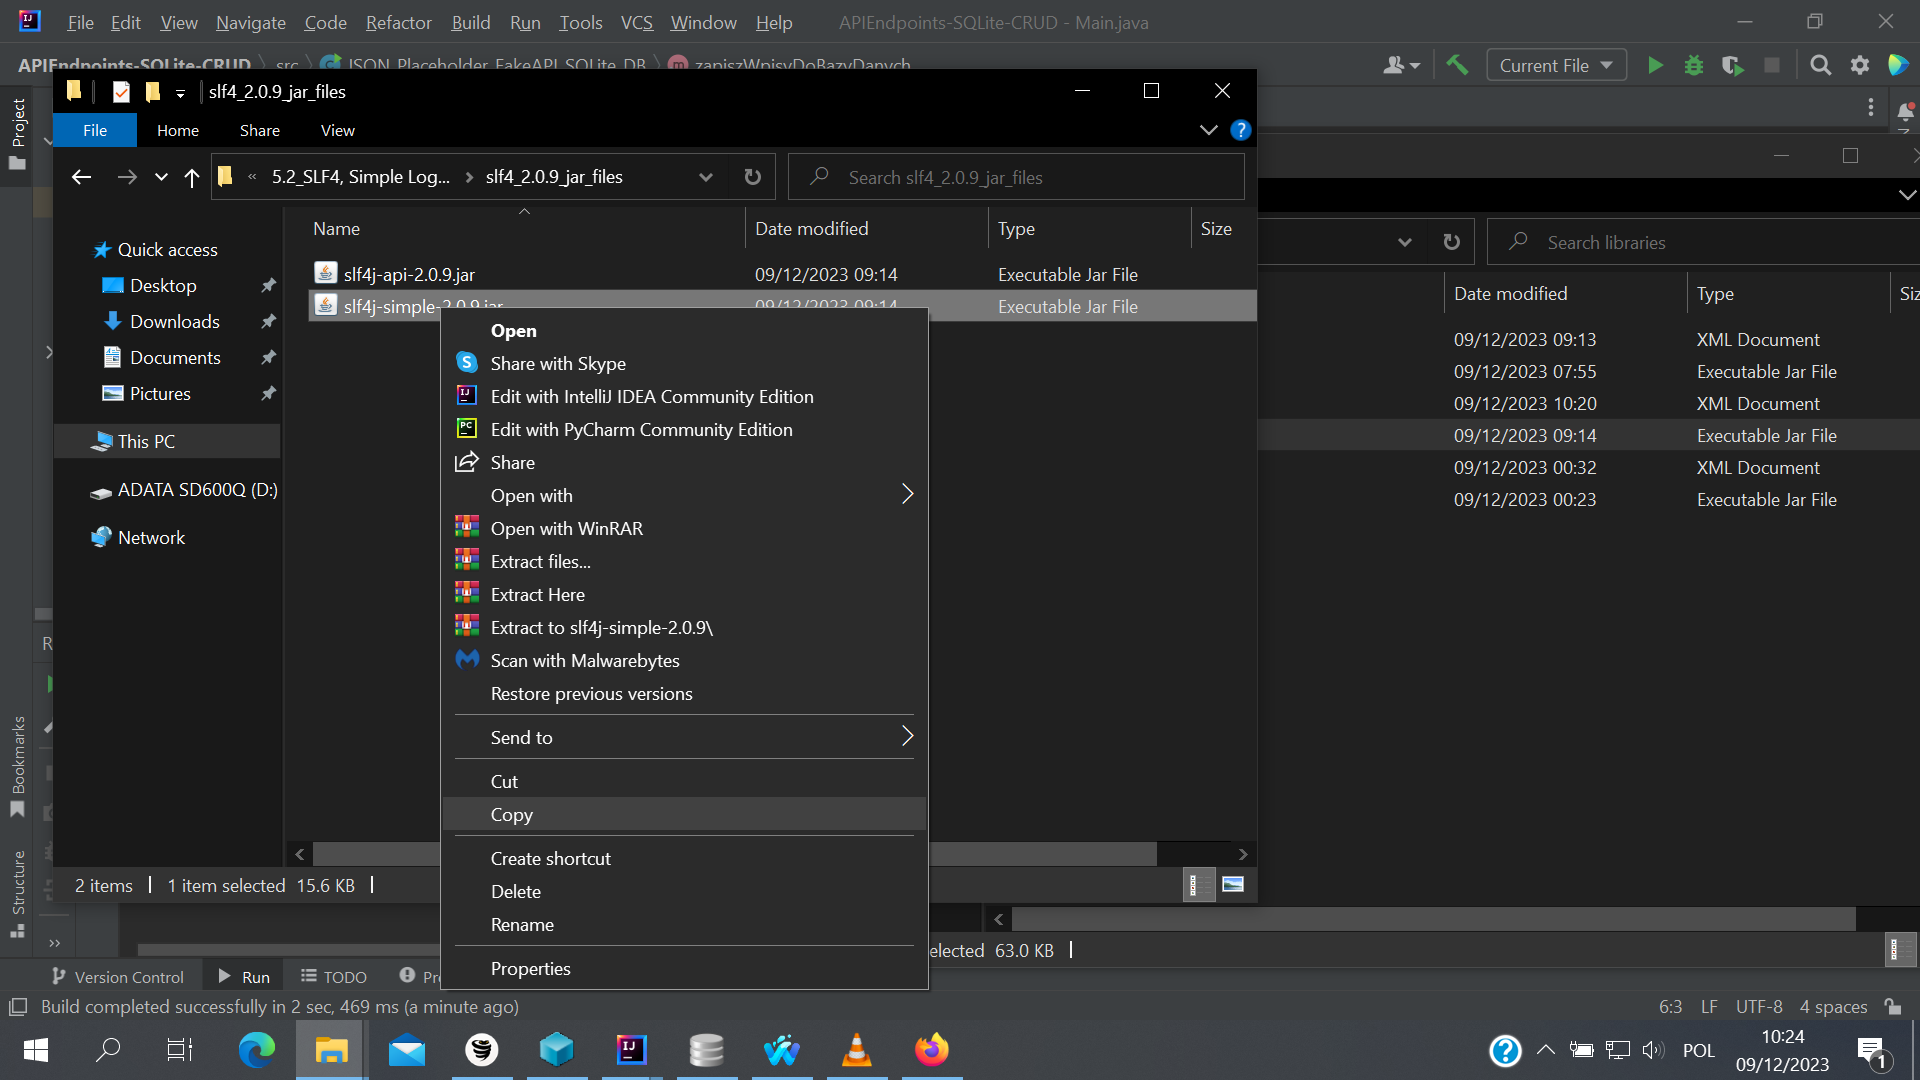 File Edit View Navigate Code Refactor Build Run Tools VCS Window Help APIEndpoints-SQLite-CRUD - Main.java
APIEndpoints-SQLite-CRUD src JSON_Placeholder_FakeAPI_SQLite_DB zapiszWpisyDoBazyDanych
Current File
Project
slf4_2.0.9_jar_files
File Home Share View
« 5.2_SLF4, Simple Log... > slf4_2.0.9_jar_files
Search slf4_2.0.9_jar_files
Name Date modified Type Size
slf4j-api-2.0.9.jar 09/12/2023 09:14 Executable Jar File
slf4j-simple-2.0.9.jar 09/12/2023 09:14 Executable Jar File
Quick access
Desktop
Downloads
Documents
Pictures
This PC
ADATA SD600Q (D:)
Network
Open
Share with Skype
Edit with IntelliJ IDEA Community Edition
Edit with PyCharm Community Edition
Share
Open with
Open with WinRAR
Extract files...
Extract Here
Extract to slf4j-simple-2.0.9\
Scan with Malwarebytes
Restore previous versions
Send to
Cut
Copy
Create shortcut
Delete
Rename
Properties
2 items 1 item selected 15.6 KB
Search libraries
Date modified Type
09/12/2023 09:13 XML Document
09/12/2023 07:55 Executable Jar File
09/12/2023 10:20 XML Document
09/12/2023 09:14 Executable Jar File
09/12/2023 00:32 XML Document
09/12/2023 00:23 Executable Jar File
elected 63.0 KB
Bookmarks
Structure
Version Control Run TODO
Build completed successfully in 2 sec, 469 ms (a minute ago)
6:3 LF UTF-8 4 spaces
POL
10:24
09/12/2023
1